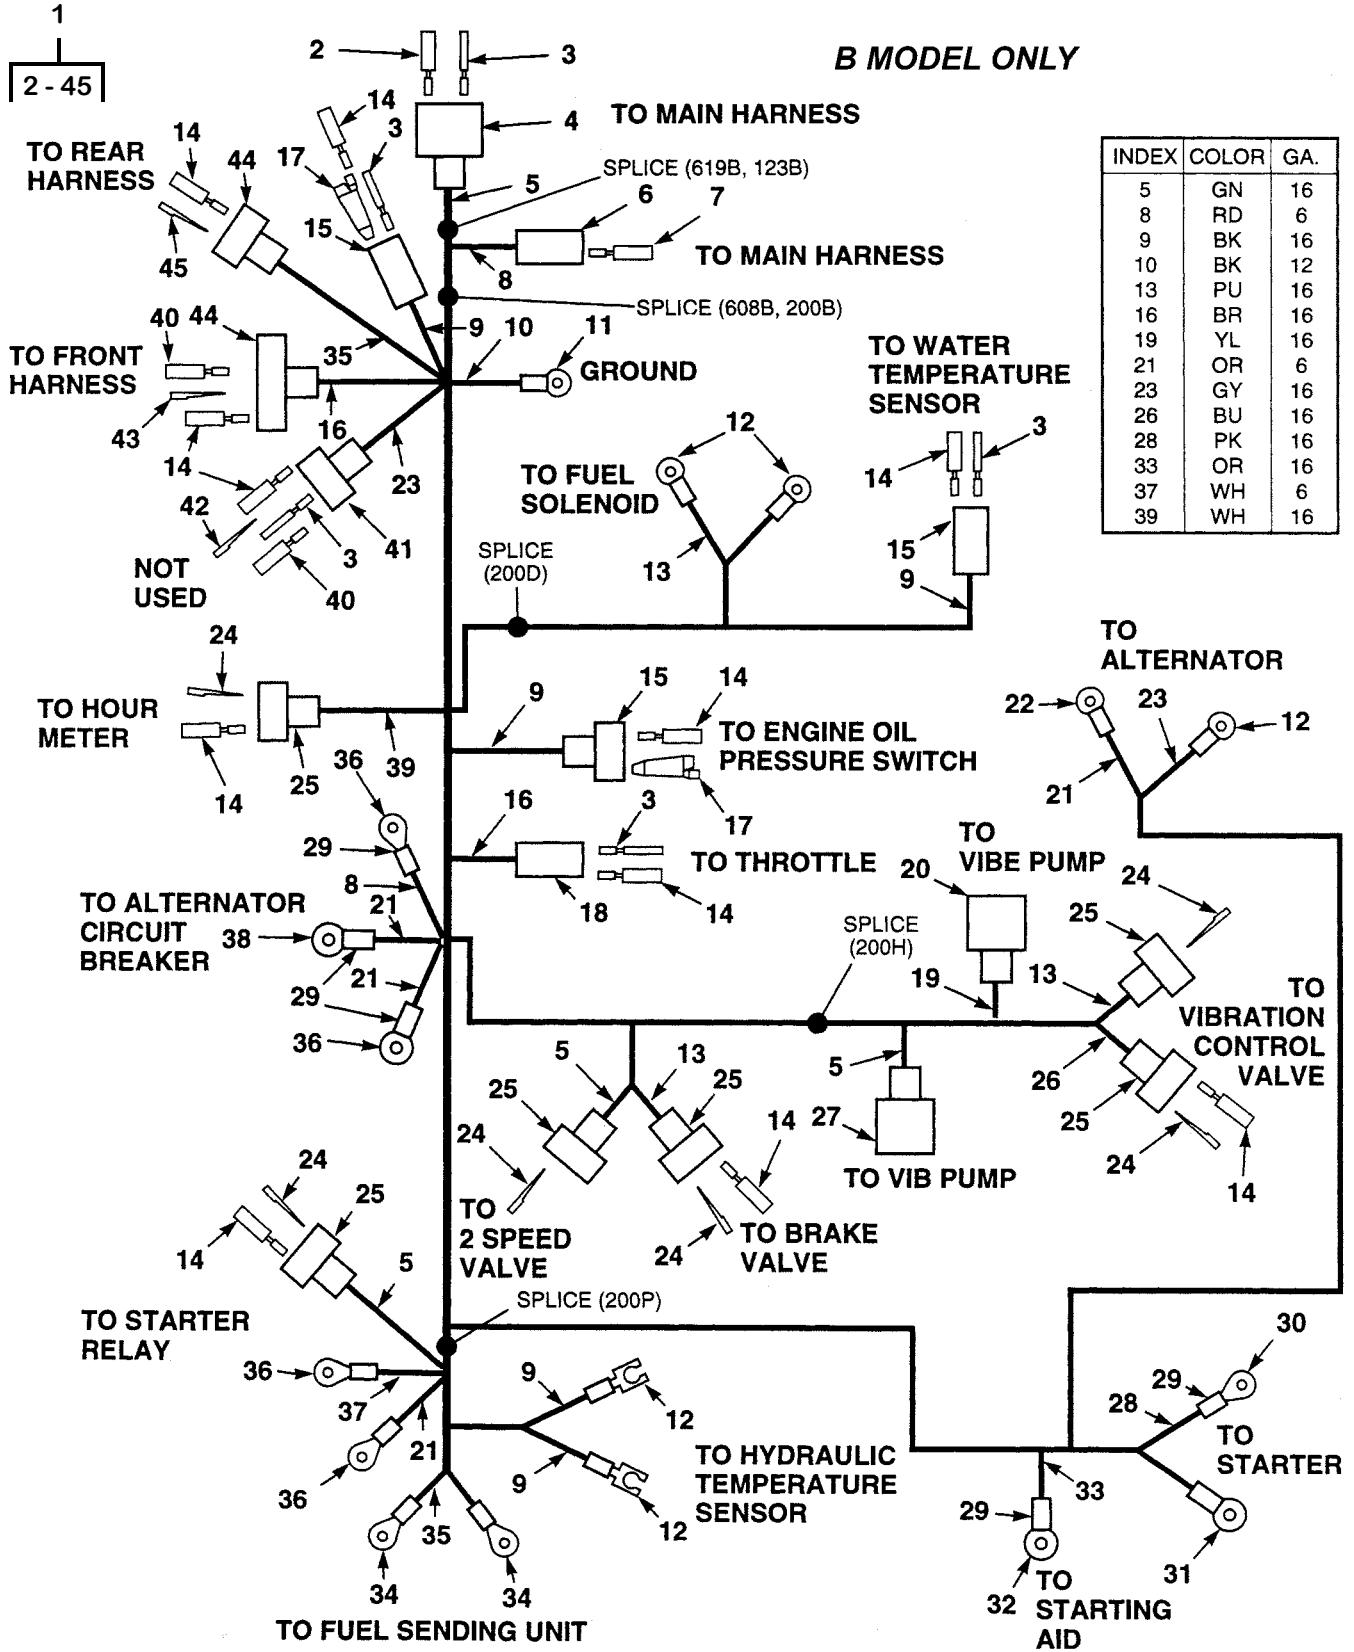 1
2 - 45
B MODEL ONLY
2
3
4
TO MAIN HARNESS
14
3
17
14
44
TO REAR
HARNESS
45
15
5
SPLICE (619B, 123B)
6
7
TO MAIN HARNESS
8
SPLICE (608B, 200B)
INDEX COLOR GA.
5 GN 16
8 RD 6
9 BK 16
10 BK 12
13 PU 16
16 BR 16
19 YL 16
21 OR 6
23 GY 16
26 BU 16
28 PK 16
33 OR 16
37 WH 6
39 WH 16
40 44
35
9
10
11
GROUND
TO FRONT
HARNESS
43
16
14
23
42
3
41
40
NOT
USED
TO WATER
TEMPERATURE
SENSOR
12
14
3
TO FUEL
SOLENOID
13
15
9
SPLICE
(200D)
24
TO HOUR
METER
14
25
39
9
15
14
TO ENGINE OIL
PRESSURE SWITCH
17
TO
ALTERNATOR
22
23
12
21
36
29
8
21
TO ALTERNATOR
CIRCUIT
BREAKER
38
21
29
36
16
3
TO THROTTLE
18
14
TO
VIBE PUMP
20
24
25
SPLICE
(200H)
19
13
TO
VIBRATION
CONTROL
VALVE
5
26
25
24
14
27
TO VIB PUMP
5
13
25
25
24
14
TO
2 SPEED
VALVE
24
TO BRAKE
VALVE
24
25
14
5
TO STARTER
RELAY
SPLICE (200P)
36
37
21
36
9
12
9
12
TO HYDRAULIC
TEMPERATURE
SENSOR
35
34
34
TO FUEL SENDING UNIT
30
29
28
TO
STARTER
33
29
31
32
TO
STARTING
AID